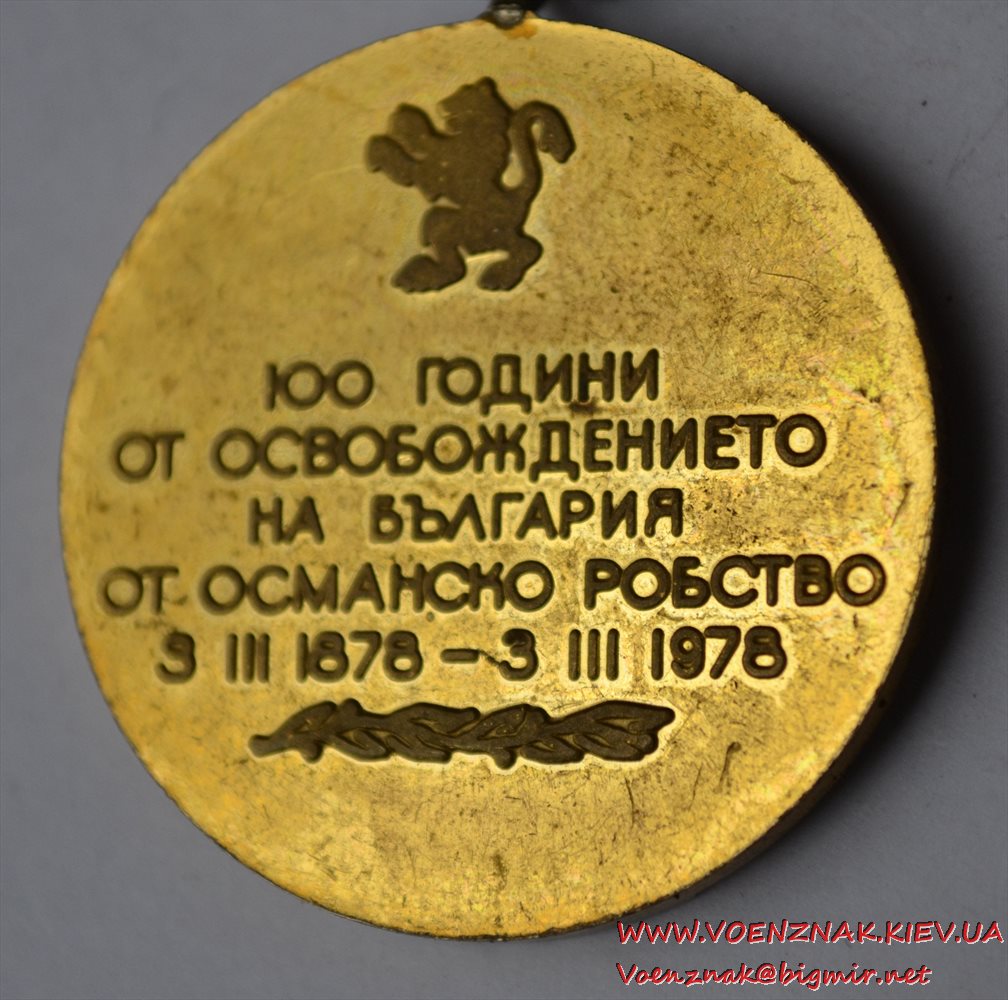 100 ГОДИНИ
ОТ ОСВОБОЖДЕНИЕТО
НА БЪЛГАРИЯ
ОТ ОСМАНСКО РОБСТВО
3 III 1878 – 3 III 1978
WWW.VOENZNAK.KIEV.UA
Voenznak@bigmir.net